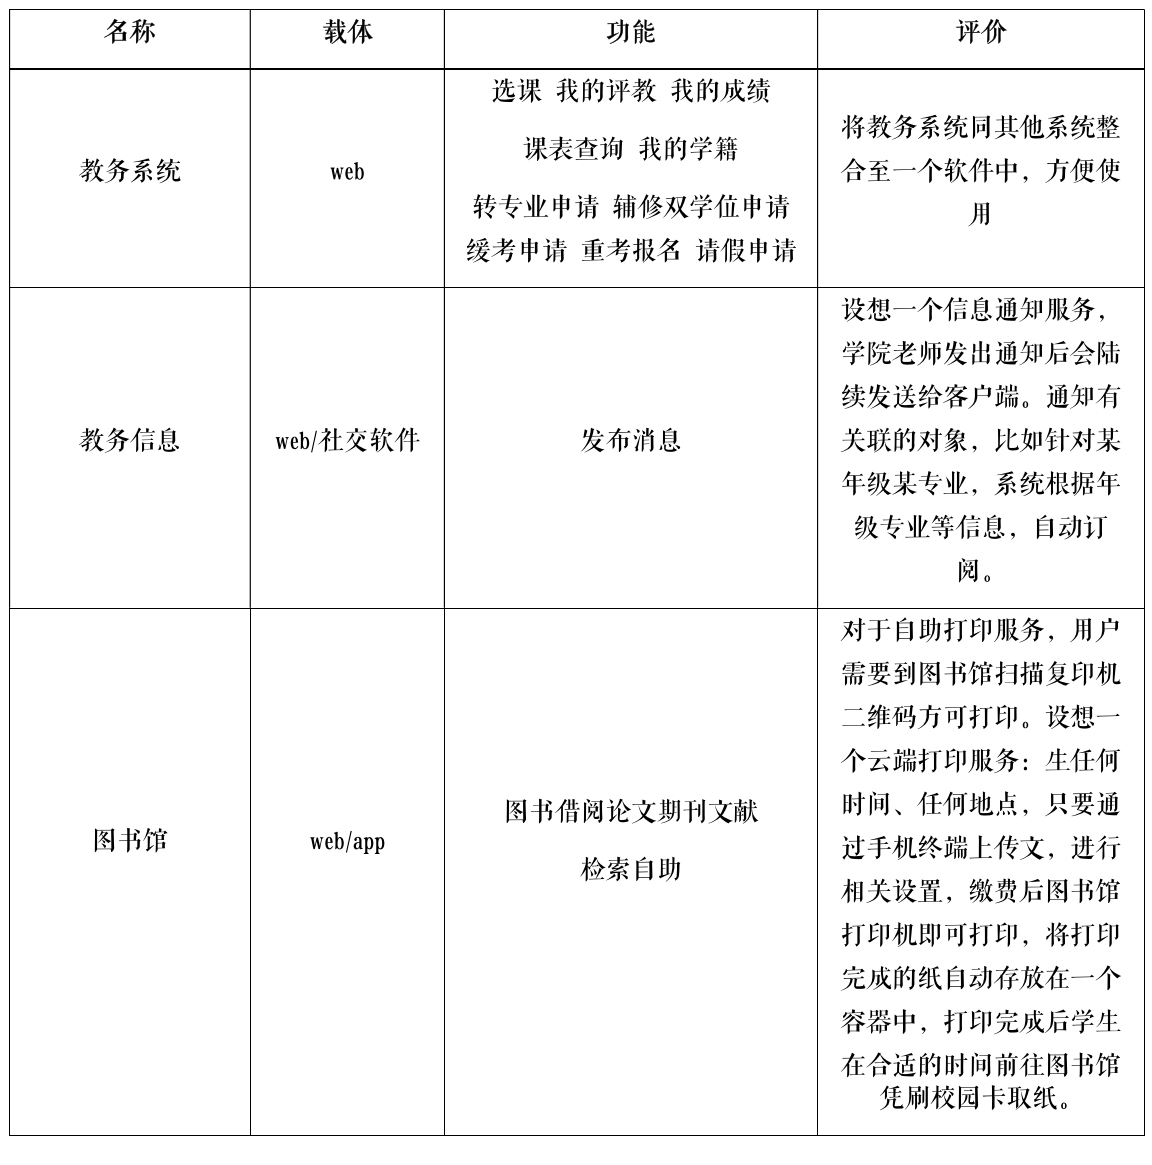 名称 载体 功能 评价
教务系统
web
选课 我的评教 我的成绩
课表查询 我的学籍
转专业申请 辅修双学位申请
缓考申请 重考报名 请假申请
将教务系统同其他系统整
合至一个软件中，方便使
用
教务信息
web/社交软件
发布消息
设想一个信息通知服务，
学院老师发出通知后会陆
续发送给客户端。通知有
关联的对象，比如针对某
年级某专业，系统根据年
级专业等信息，自动订
阅。
图书馆
web/app
图书借阅论文期刊文献
检索自助
对于自助打印服务，用户
需要到图书馆扫描复印机
二维码方可打印。设想一
个云端打印服务：生任何
时间、任何地点，只要通
过手机终端上传文，进行
相关设置，缴费后图书馆
打印机即可打印，将打印
完成的纸自动存放在一个
容器中，打印完成后学生
在合适的时间前往图书馆
凭刷校园卡取纸。